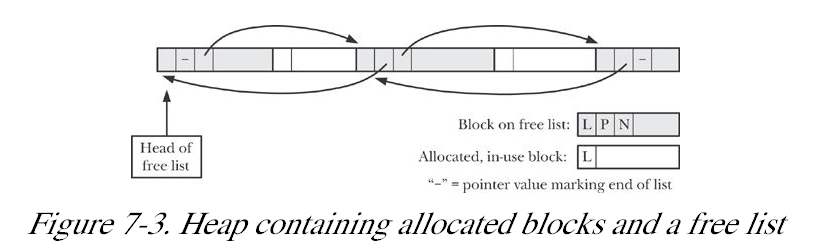 –
–
Head of
free list
Block on free list: L P N
Allocated, in-use block: L
“–” = pointer value marking end of list
Figure 7-3. Heap containing allocated blocks and a free list